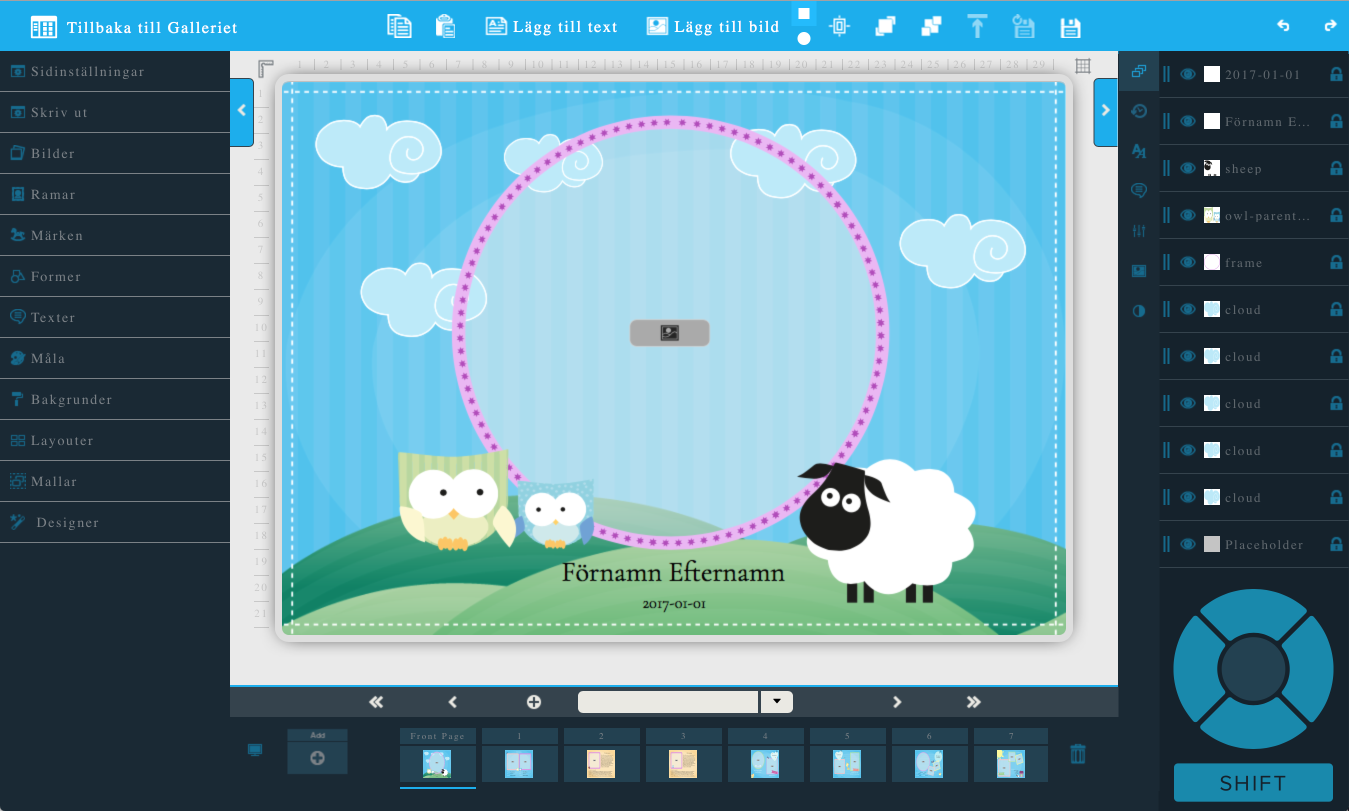 Tillbaka till Galleriet
Lägg till text
Lägg till bild
Sidinställningar
Skriv ut
Bilder
Ramar
Märken
Former
Texter
Måla
Bakgrunder
Layouter
Mallar
Designer
1 2 3 4 5 6 7 8 9 10 11 12 13 14 15 16 17 18 19 20 21 22 23 24 25 26 27 28 29
1
2
3
4
5
6
7
8
9
10
11
12
13
14
15
16
17
18
19
20
21
Förnamn Efternamn
2017-01-01
2017-01-01
Förnamn E...
sheep
owl-parent...
frame
cloud
cloud
cloud
cloud
cloud
Placeholder
SHIFT
Add
Front Page
1
2
3
4
5
6
7